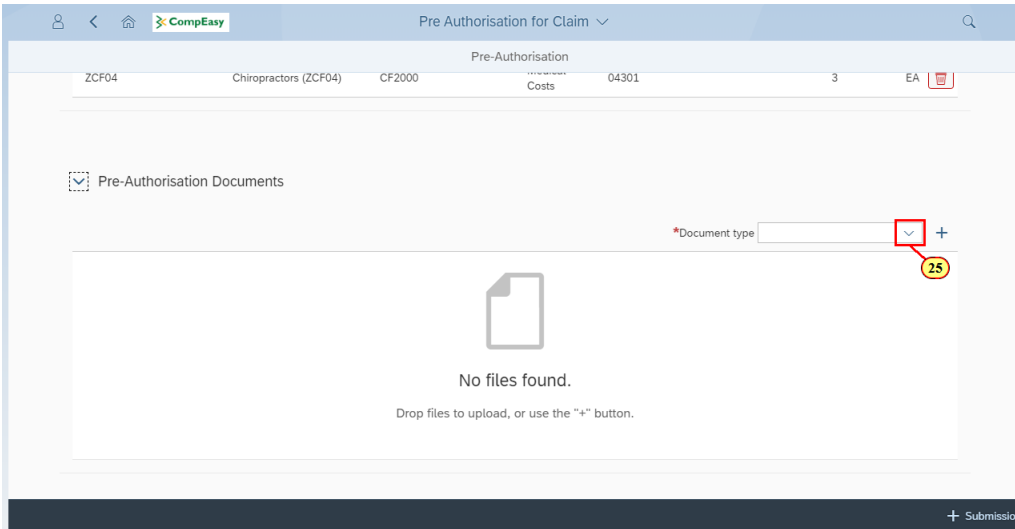 CompEasy
Pre Authorisation for Claim
Pre-Authorisation
ZCF04 Chiropractors (ZCF04) CF2000 Medical Costs 04301 3 EA
Pre-Authorisation Documents
*Document type
25
No files found.
Drop files to upload, or use the "+" button.
+ Submissio